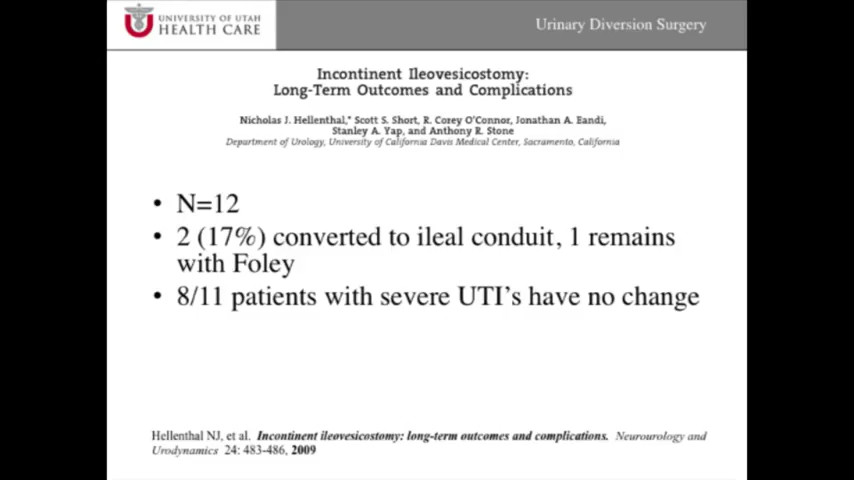 UNIVERSITY OF UTAH
HEALTH CARE
Urinary Diversion Surgery
Incontinent Ileovesicostomy:
Long-Term Outcomes and Complications
Nicholas J. Hellenthal,* Scott S. Short, R. Corey O'Connor, Jonathan A. Eandi,
Stanley A. Yap, and Anthony R. Stone
Department of Urology, University of California Davis Medical Center, Sacramento, California
• N=12
• 2 (17%) converted to ileal conduit, 1 remains
with Foley
• 8/11 patients with severe UTI's have no change
Hellenthal NJ, et al. Incontinent ileovesicostomy: long-term outcomes and complications. Neurourology and
Urodynamics 24: 483-486, 2009